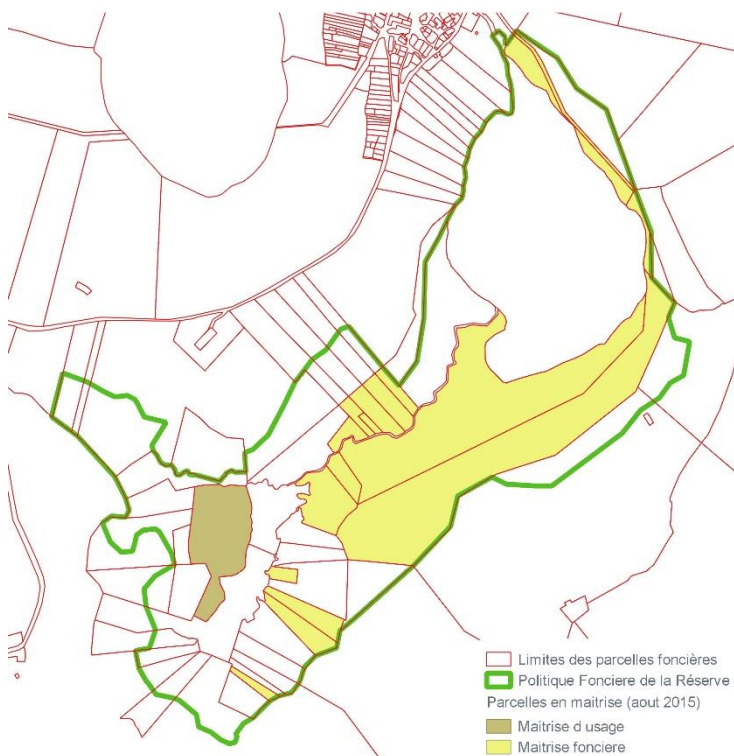 Limites des parcelles foncières
Politique Fonciere de la Réserve
Parcelles en maitrise (aout 2015)
Maitrise d usage
Maitrise fonciere